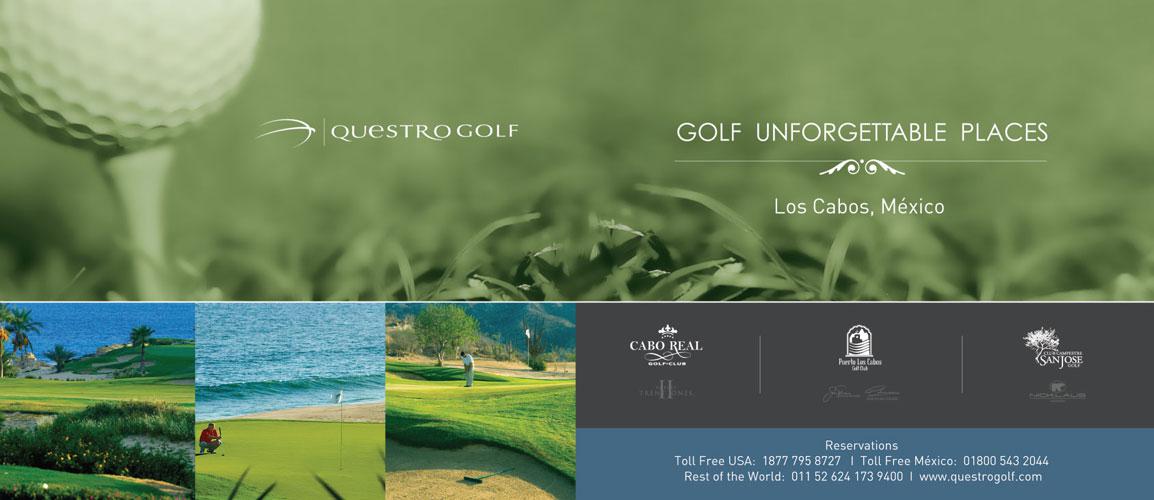 QUESTRO GOLF
GOLF UNFORGETTABLE PLACES
Los Cabos, México
CABO REAL
GOLF•CLUB
Puerto Los Cabos
Golf Club
CLUB CAMPESTRE
SAN JOSE
GOLF
NICKLAUS
Reservations
Toll Free USA: 1877 795 8727 I Toll Free México: 01800 543 2044
Rest of the World: 011 52 624 173 9400 I www.questrogolf.com